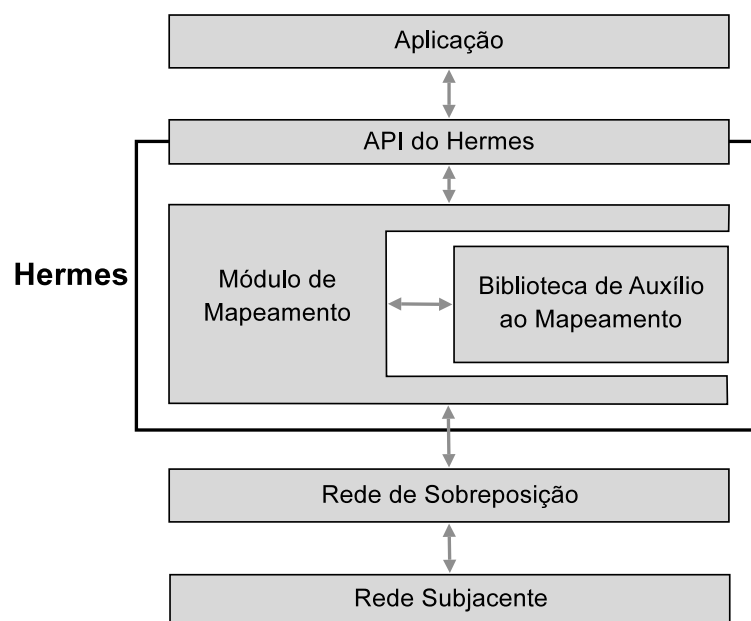 Aplicação
API do Hermes
Hermes
Módulo de
Mapeamento
Biblioteca de Auxílio
ao Mapeamento
Rede de Sobreposição
Rede Subjacente